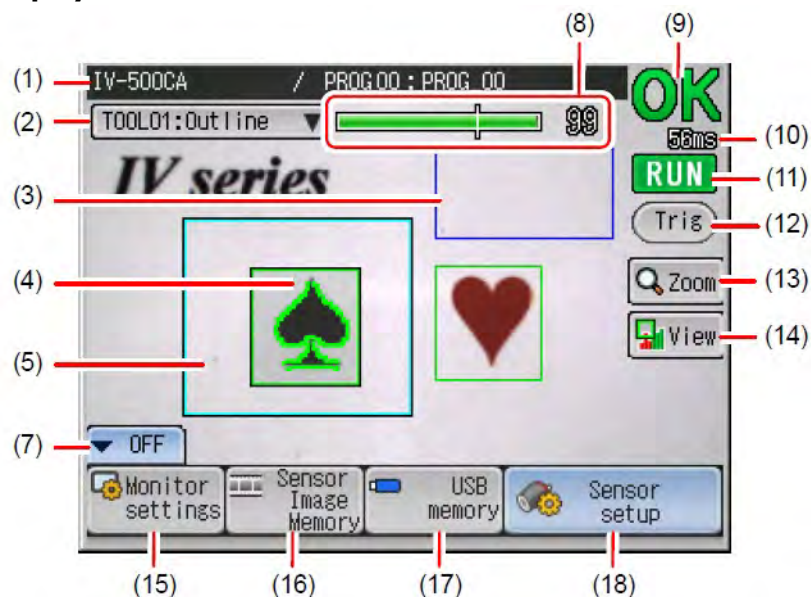 (8) (9)
(1) IV-500CA / PROG00 : PROG 00 OK
(2) TOOL01:Outline ▼ 99
56ms (10)
IV series
RUN (11)
(3)
Trig (12)
(4) Zoom (13)
View (14)
(5)
(7) ▼ OFF
Monitor settings Sensor Image Memory USB memory Sensor setup
(15) (16) (17) (18)